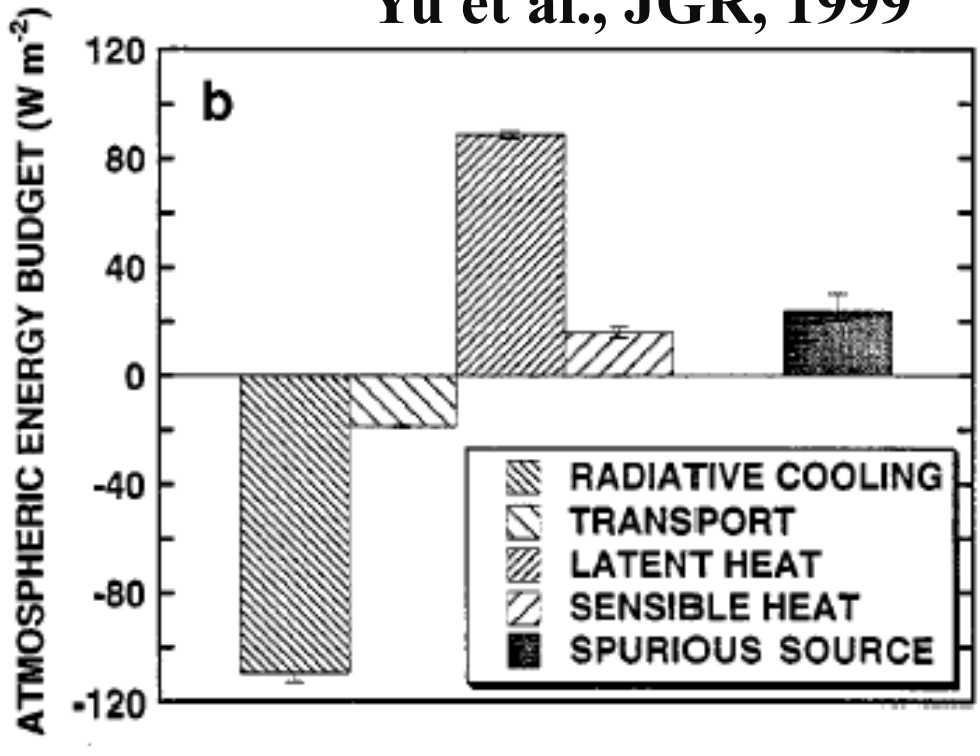 Yu et al., JGR, 1999
ATMOSPHERIC ENERGY BUDGET (W m⁻²)
120
80
40
0
-40
-80
-120
b
RADIATIVE COOLING
TRANSPORT
LATENT HEAT
SENSIBLE HEAT
SPURIOUS SOURCE